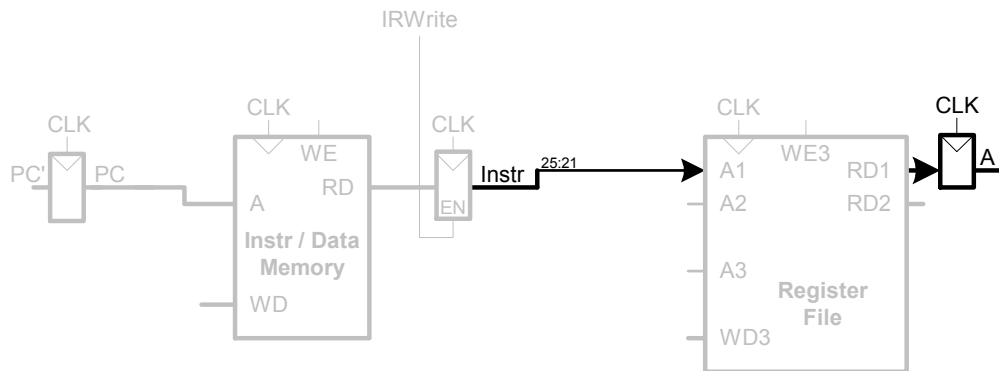 IRWrite
CLK
CLK
CLK
CLK
CLK
PC'
PC
WE
RD
A
EN
Instr / Data
Memory
WD
Instr
25:21
A1
WE3
RD1
A2
RD2
A3
Register
File
WD3
A